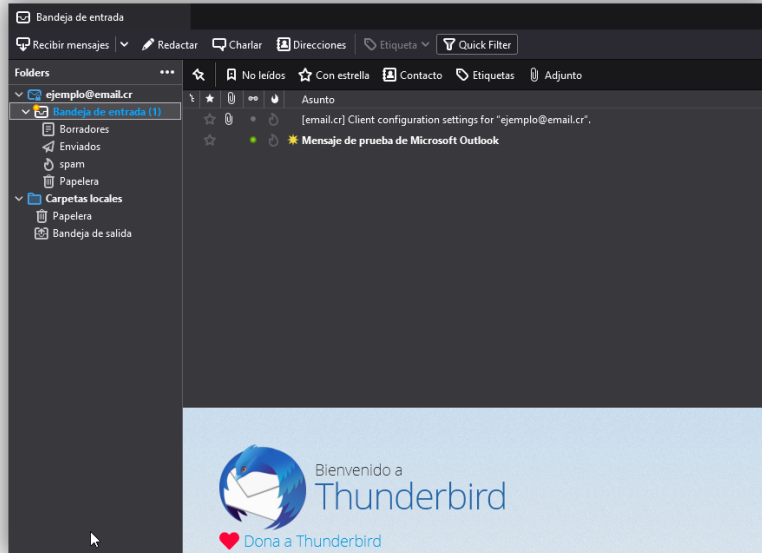 Bandeja de entrada
Recibir mensajes Redactar Charlar Direcciones Etiqueta Quick Filter
Folders ••• No leídos Con estrella Contacto Etiquetas Adjunto
ejemplo@email.cr
Asunto
Bandeja de entrada (1)
[email.cr] Client configuration settings for "ejemplo@email.cr".
Borradores
Mensaje de prueba de Microsoft Outlook
Enviados
spam
Papelera
Carpetas locales
Papelera
Bandeja de salida
Bienvenido a
Thunderbird
Dona a Thunderbird